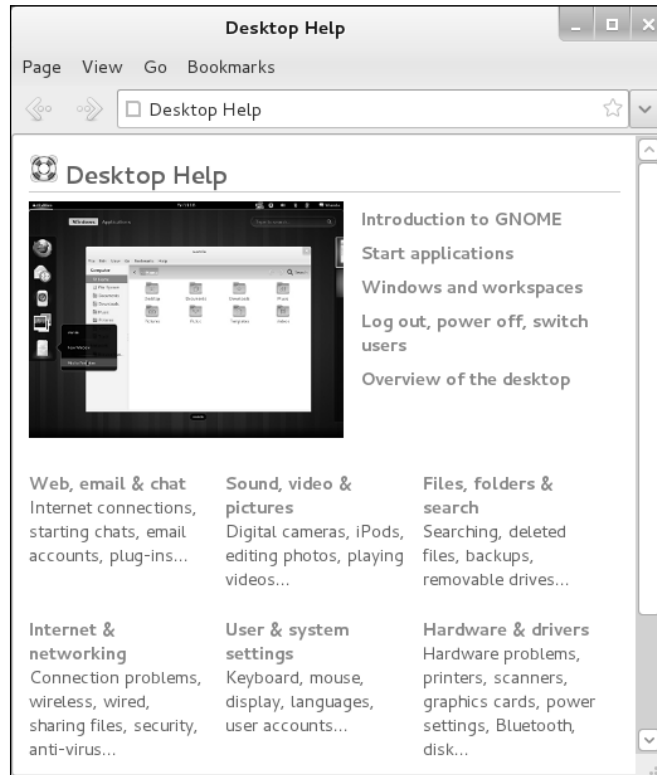 Desktop Help
Page View Go Bookmarks
Desktop Help
Desktop Help
Windows Applications
Introduction to GNOME
Start applications
Windows and workspaces
Log out, power off, switch
users
Overview of the desktop
Web, email & chat
Internet connections,
starting chats, email
accounts, plug-ins...
Sound, video &
pictures
Digital cameras, iPods,
editing photos, playing
videos...
Files, folders &
search
Searching, deleted
files, backups,
removable drives...
Internet &
networking
Connection problems,
wireless, wired,
sharing files, security,
anti-virus...
User & system
settings
Keyboard, mouse,
display, languages,
user accounts...
Hardware & drivers
Hardware problems,
printers, scanners,
graphics cards, power
settings, Bluetooth,
disk...